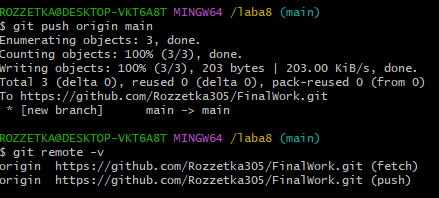 ROZZETKA@DESKTOP-VKT6A8T MINGW64 /laba8 (main)
$ git push origin main
Enumerating objects: 3, done.
Counting objects: 100% (3/3), done.
Writing objects: 100% (3/3), 203 bytes | 203.00 KiB/s, done.
Total 3 (delta 0), reused 0 (delta 0), pack-reused 0 (from 0)
To https://github.com/Rozzetka305/FinalWork.git
 * [new branch]      main -> main
ROZZETKA@DESKTOP-VKT6A8T MINGW64 /laba8 (main)
$ git remote -v
origin  https://github.com/Rozzetka305/FinalWork.git (fetch)
origin  https://github.com/Rozzetka305/FinalWork.git (push)